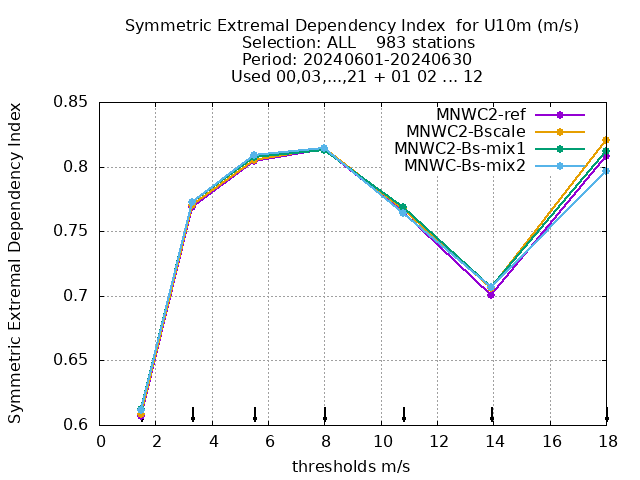 Symmetric Extremal Dependency Index  for U10m (m/s)
Selection: ALL    983 stations
Period: 20240601-20240630
Used 00,03,...,21 + 01 02 ... 12
Symmetric Extremal Dependency Index
0.85
0.8
0.75
0.7
0.65
0.6
MNWC2-ref
MNWC2-Bscale
MNWC2-Bs-mix1
MNWC-Bs-mix2
0 2 4 6 8 10 12 14 16 18
thresholds m/s